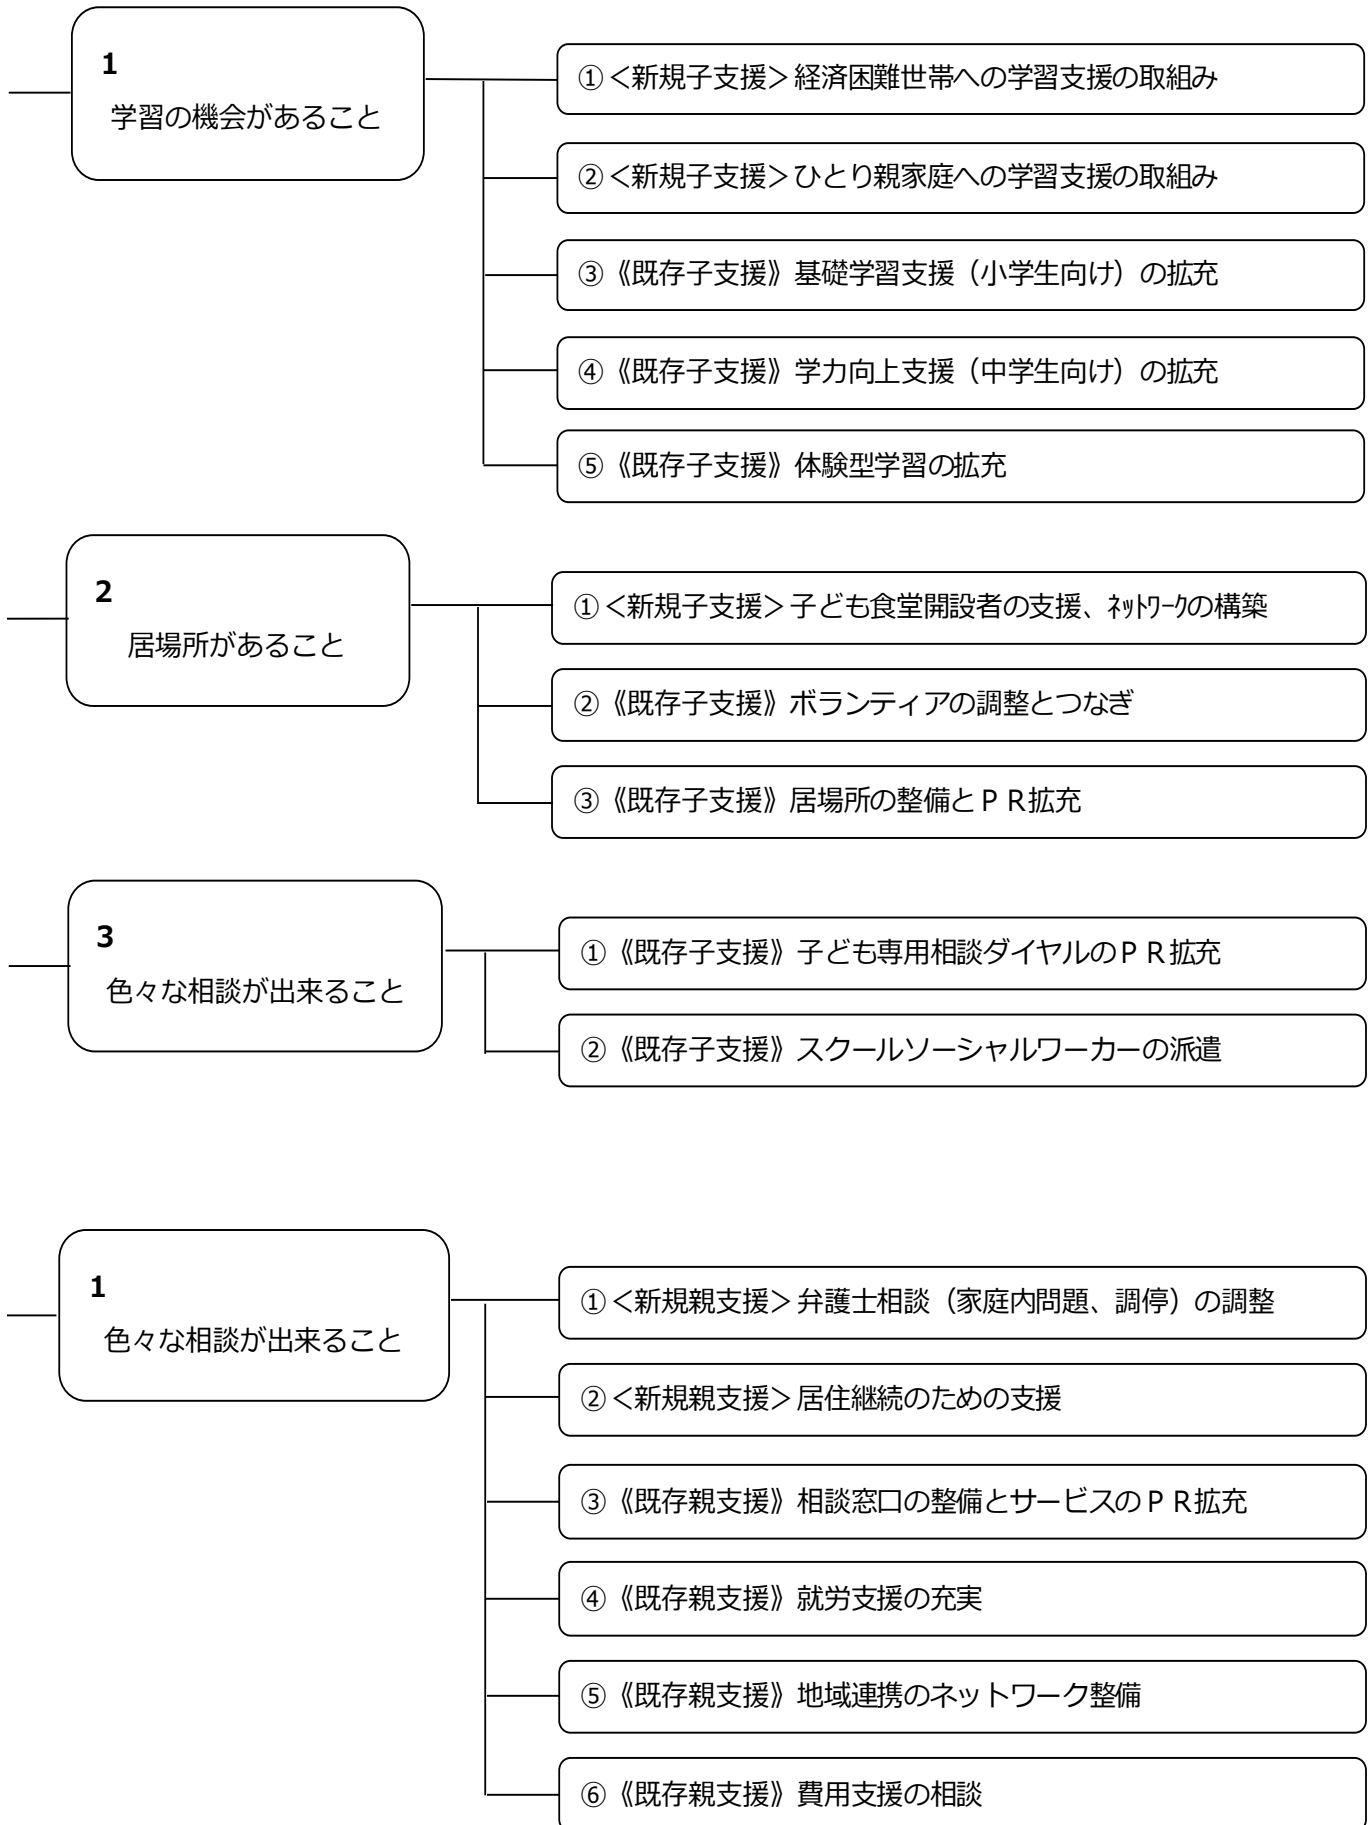 1
学習の機会があること
①＜新規子支援＞経済困難世帯への学習支援の取組み
②＜新規子支援＞ひとり親家庭への学習支援の取組み
③《既存子支援》基礎学習支援（小学生向け）の拡充
④《既存子支援》学力向上支援（中学生向け）の拡充
⑤《既存子支援》体験型学習の拡充
2
居場所があること
①＜新規子支援＞子ども食堂開設者の支援、ﾈｯﾄﾜｰｸの構築
②《既存子支援》ボランティアの調整とつなぎ
③《既存子支援》居場所の整備とＰＲ拡充
3
色々な相談が出来ること
①《既存子支援》子ども専用相談ダイヤルのＰＲ拡充
②《既存子支援》スクールソーシャルワーカーの派遣
1
色々な相談が出来ること
①＜新規親支援＞弁護士相談（家庭内問題、調停）の調整
②＜新規親支援＞居住継続のための支援
③《既存親支援》相談窓口の整備とサービスのＰＲ拡充
④《既存親支援》就労支援の充実
⑤《既存親支援》地域連携のネットワーク整備
⑥《既存親支援》費用支援の相談